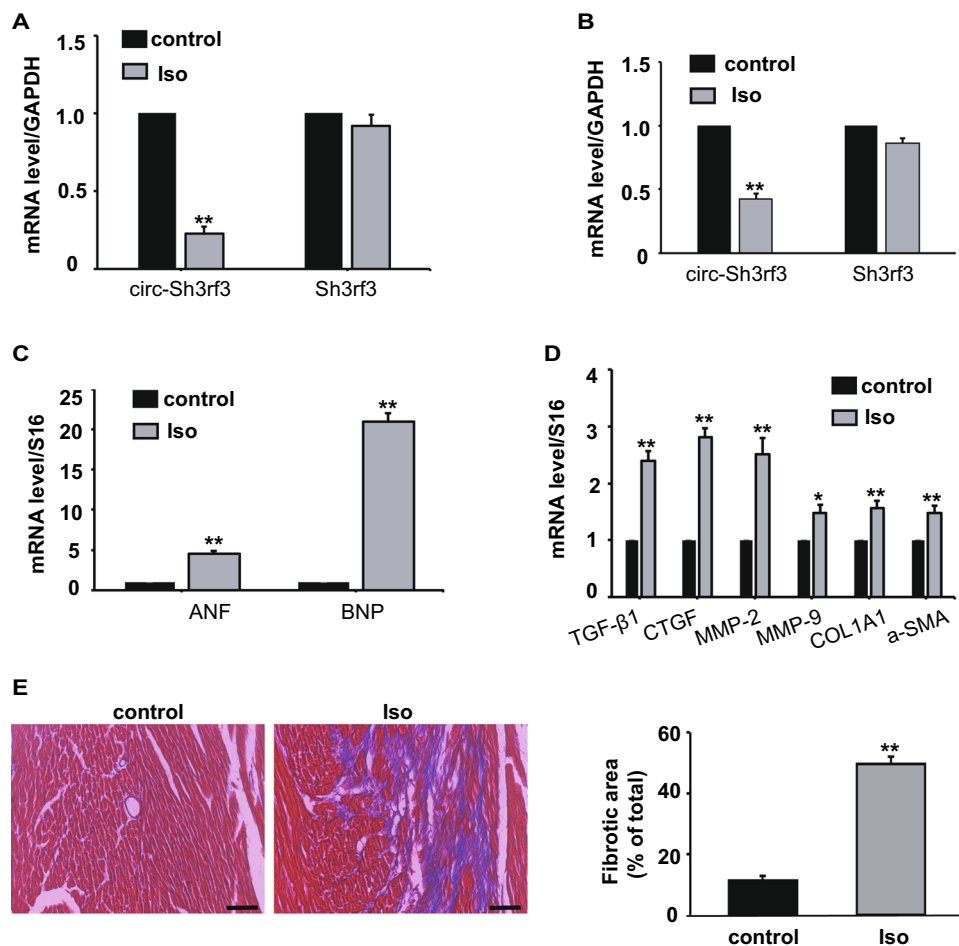 A
mRNA level/GAPDH
1.5
1.0
0.5
0
control
Iso
**
circ-Sh3rf3
Sh3rf3
B
mRNA level/GAPDH
1.5
1.0
0.5
0
control
Iso
**
circ-Sh3rf3
Sh3rf3
C
mRNA level/S16
25
20
15
10
5
0
control
Iso
**
**
ANF
BNP
D
mRNA level/S16
4
3
2
1
0
control
Iso
**
**
**
*
**
**
TGF-β1
CTGF
MMP-2
MMP-9
COL1A1
a-SMA
E
control
Iso
Fibrotic area
(% of total)
60
40
20
0
**
control
Iso